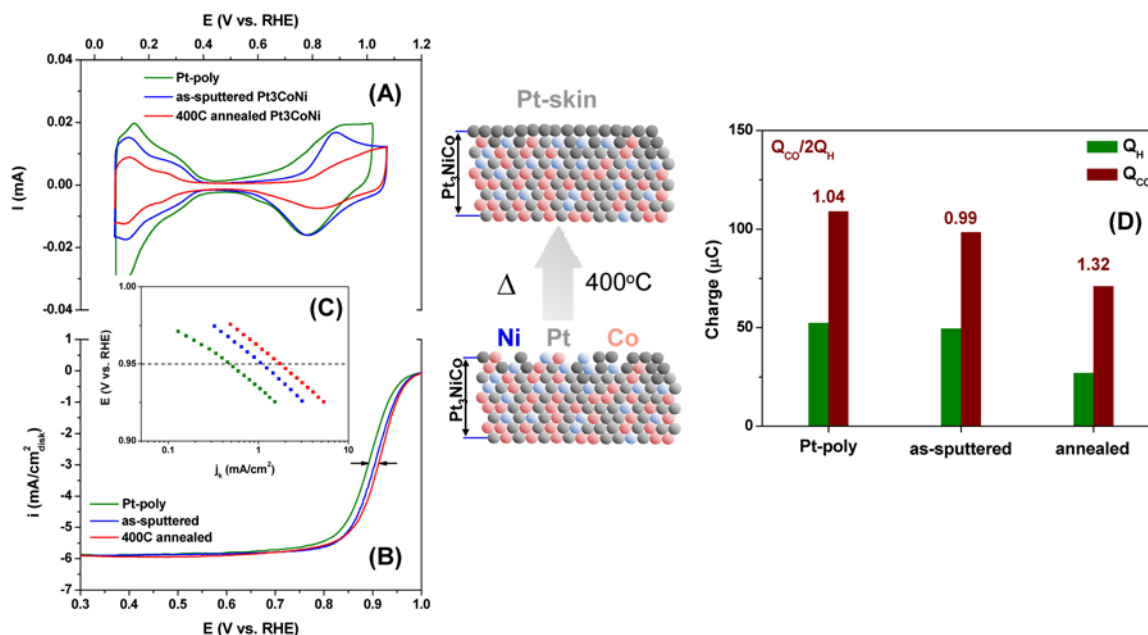 E (V vs. RHE)
0.0 0.2 0.4 0.6 0.8 1.0 1.2
0.04
0.02
0.00
-0.02
-0.04
I (mA)
Pt-poly
as-sputtered Pt3CoNi
400C annealed Pt3CoNi
(A)
1.00
0.95
0.90
E (V vs. RHE)
(C)
0.1 1 10
j_k (mA/cm²)
1
0
-1
-2
-3
-4
-5
-6
-7
i (mA/cm²_disk)
Pt-poly
as-sputtered
400C annealed
(B)
0.3 0.4 0.5 0.6 0.7 0.8 0.9 1.0
E (V vs. RHE)
Pt-skin
Pt₃NiCo
Δ 400°C
Ni Pt Co
Pt₃NiCo
150
100
50
0
Charge (μC)
Q_CO/2Q_H
Q_H
Q_CO
(D)
1.04
0.99
1.32
Pt-poly as-sputtered annealed